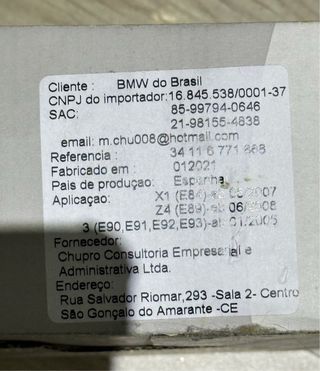 Cliente : BMW do Brasil
CNPJ do importador:16.845.538/0001-37
SAC: 85-99794-0646
21-98155-4838
email: m.chu008@hotmail.com
Referencia : 34 11 6 771 868
Fabricado em : 012021
Pais de produçao: Espanha
Aplicaçao: X1 (E84) 06/2007
Z4 (E89) 06/2008
3 (E90,E91,E92,E93)-ab 01/2005
Fornecedor:
Chupro Consultoria Empresarial e
Administrativa Ltda.
Endereço:
Rua Salvador Riomar,293 -Sala 2- Centro
São Gonçalo do Amarante -CE